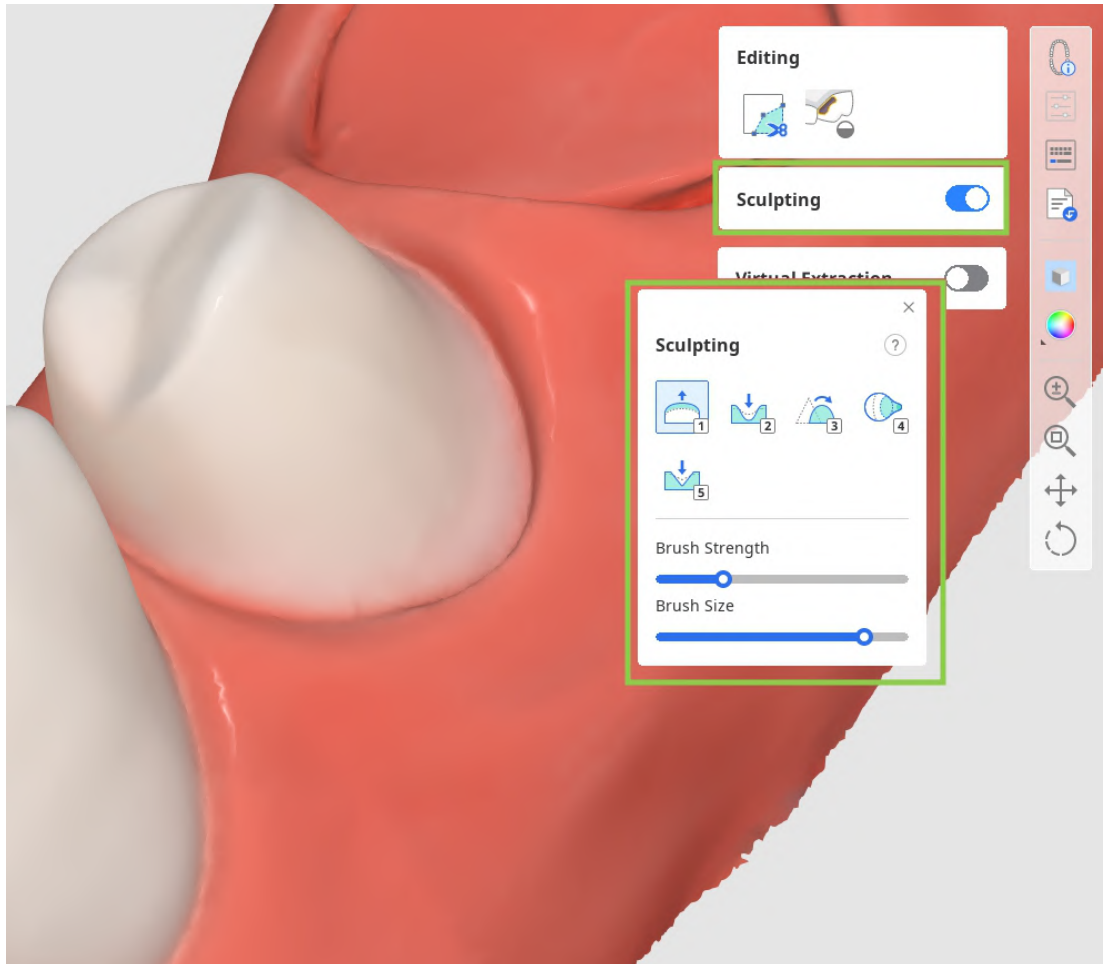 Editing
Sculpting
Virtual Extraction
Sculpting
?
1
2
3
4
5
Brush Strength
Brush Size